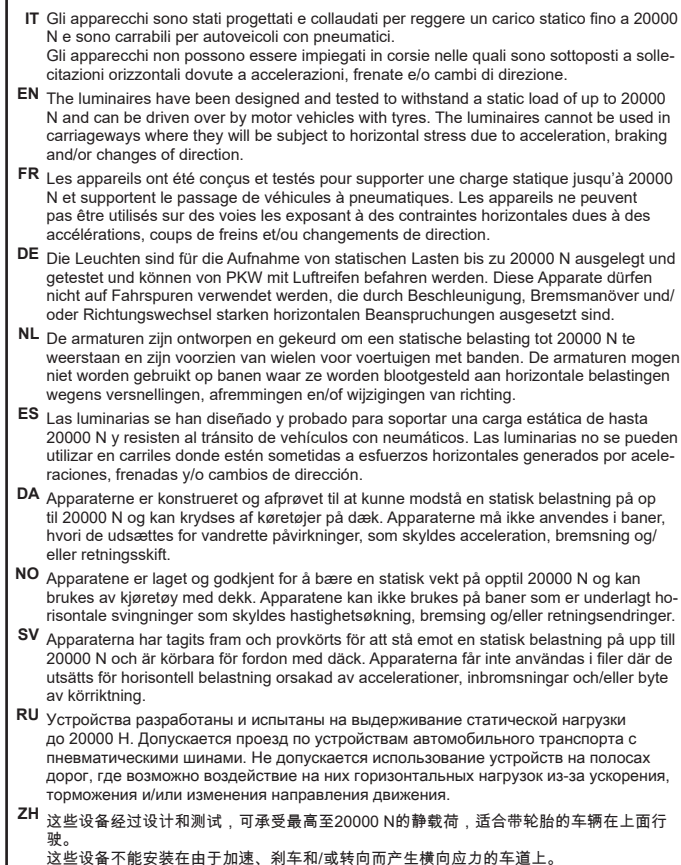 IT Gli apparecchi sono stati progettati e collaudati per reggere un carico statico fino a 20000
N e sono carrabili per autoveicoli con pneumatici.
Gli apparecchi non possono essere impiegati in corsie nelle quali sono sottoposti a solle-
citazioni orizzontali dovute a accelerazioni, frenate e/o cambi di direzione.
EN The luminaires have been designed and tested to withstand a static load of up to 20000
N and can be driven over by motor vehicles with tyres. The luminaires cannot be used in
carriageways where they will be subject to horizontal stress due to acceleration, braking
and/or changes of direction.
FR Les appareils ont été conçus et testés pour supporter une charge statique jusqu'à 20000
N et supportent le passage de véhicules à pneumatiques. Les appareils ne peuvent
pas être utilisés sur des voies les exposant à des contraintes horizontales dues à des
accélérations, coups de freins et/ou changements de direction.
DE Die Leuchten sind für die Aufnahme von statischen Lasten bis zu 20000 N ausgelegt und
getestet und können von PKW mit Luftreifen befahren werden. Diese Apparate dürfen
nicht auf Fahrspuren verwendet werden, die durch Beschleunigung, Bremsmanöver und/
oder Richtungswechsel starken horizontalen Beanspruchungen ausgesetzt sind.
NL De armaturen zijn ontworpen en gekeurd om een statische belasting tot 20000 N te
weerstaan en zijn voorzien van wielen voor voertuigen met banden. De armaturen mogen
niet worden gebruikt op banen waar ze worden blootgesteld aan horizontale belastingen
wegens versnellingen, afremmingen en/of wijzigingen van richting.
ES Las luminarias se han diseñado y probado para soportar una carga estática de hasta
20000 N y resisten al tránsito de vehículos con neumáticos. Las luminarias no se pueden
utilizar en carriles donde estén sometidas a esfuerzos horizontales generados por acele-
raciones, frenadas y/o cambios de dirección.
DA Apparaterne er konstrueret og afprøvet til at kunne modstå en statisk belastning på op
til 20000 N og kan krydses af køretøjer på dæk. Apparaterne må ikke anvendes i baner,
hvori de udsættes for vandrette påvirkninger, som skyldes acceleration, bremsning og/
eller retningsskift.
NO Apparatene er laget og godkjent for å bære en statisk vekt på opptil 20000 N og kan
brukes av kjøretøy med dekk. Apparatene kan ikke brukes på baner som er underlagt ho-
risontale svingninger som skyldes hastighetsøkning, bremsing og/eller retningsendringer.
SV Apparaterna har tagits fram och provkörts för att stå emot en statisk belastning på upp till
20000 N och är körbara för fordon med däck. Apparaterna får inte användas i filer där de
utsätts för horisontell belastning orsakad av accelerationer, inbromsningar och/eller byte
av körriktning.
RU Устройства разработаны и испытаны на выдерживание статической нагрузки
до 20000 Н. Допускается проезд по устройствам автомобильного транспорта с
пневматическими шинами. Не допускается использование устройств на полосах
дорог, где возможно воздействие на них горизонтальных нагрузок из-за ускорения,
торможения и/или изменения направления движения.
ZH 这些设备经过设计和测试，可承受最高至20000 N的静载荷，适合带轮胎的车辆在上面行
驶。
这些设备不能安装在由于加速、刹车和/或转向而产生横向应力的车道上。